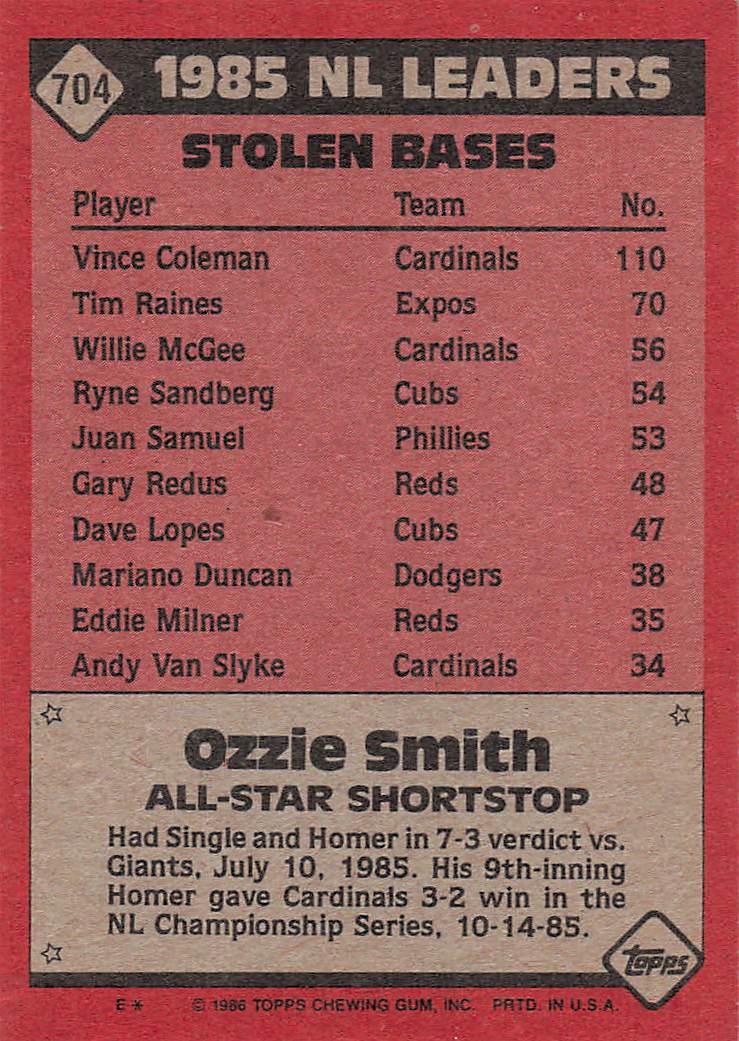 704 1985 NL LEADERS
STOLEN BASES
Player Team No.
Vince Coleman Cardinals 110
Tim Raines Expos 70
Willie McGee Cardinals 56
Ryne Sandberg Cubs 54
Juan Samuel Phillies 53
Gary Redus Reds 48
Dave Lopes Cubs 47
Mariano Duncan Dodgers 38
Eddie Milner Reds 35
Andy Van Slyke Cardinals 34
Ozzie Smith
ALL-STAR SHORTSTOP
Had Single and Homer in 7-3 verdict vs.
Giants, July 10, 1985. His 9th-inning
Homer gave Cardinals 3-2 win in the
NL Championship Series, 10-14-85.
topps
E* © 1986 TOPPS CHEWING GUM, INC. PRTD. IN U.S.A.